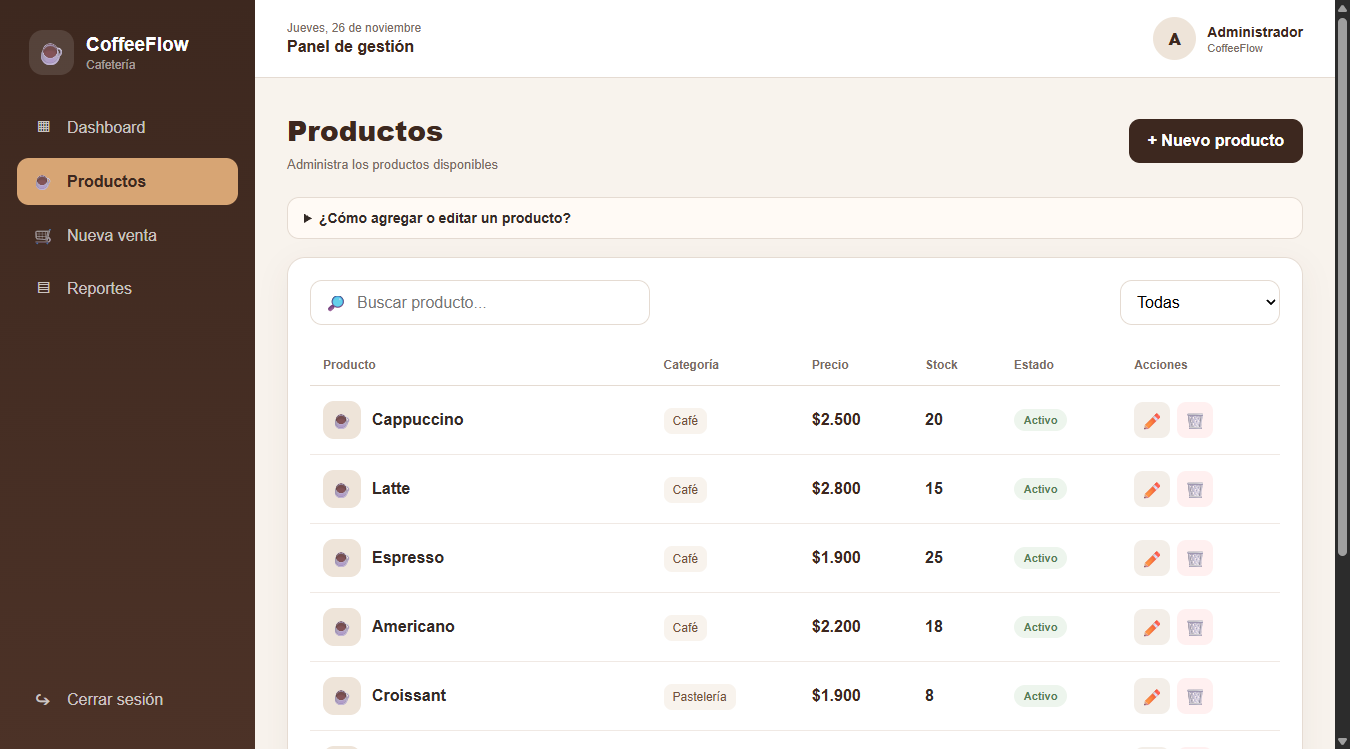 CoffeeFlow
Cafetería
Dashboard
Productos
Nueva venta
Reportes
Cerrar sesión
Jueves, 26 de noviembre
Panel de gestión
A
Administrador
CoffeeFlow
Productos
Administra los productos disponibles
+ Nuevo producto
¿Cómo agregar o editar un producto?
Buscar producto...
Todas
Producto Categoría Precio Stock Estado Acciones
Cappuccino Café $2.500 20 Activo
Latte Café $2.800 15 Activo
Espresso Café $1.900 25 Activo
Americano Café $2.200 18 Activo
Croissant Pastelería $1.900 8 Activo